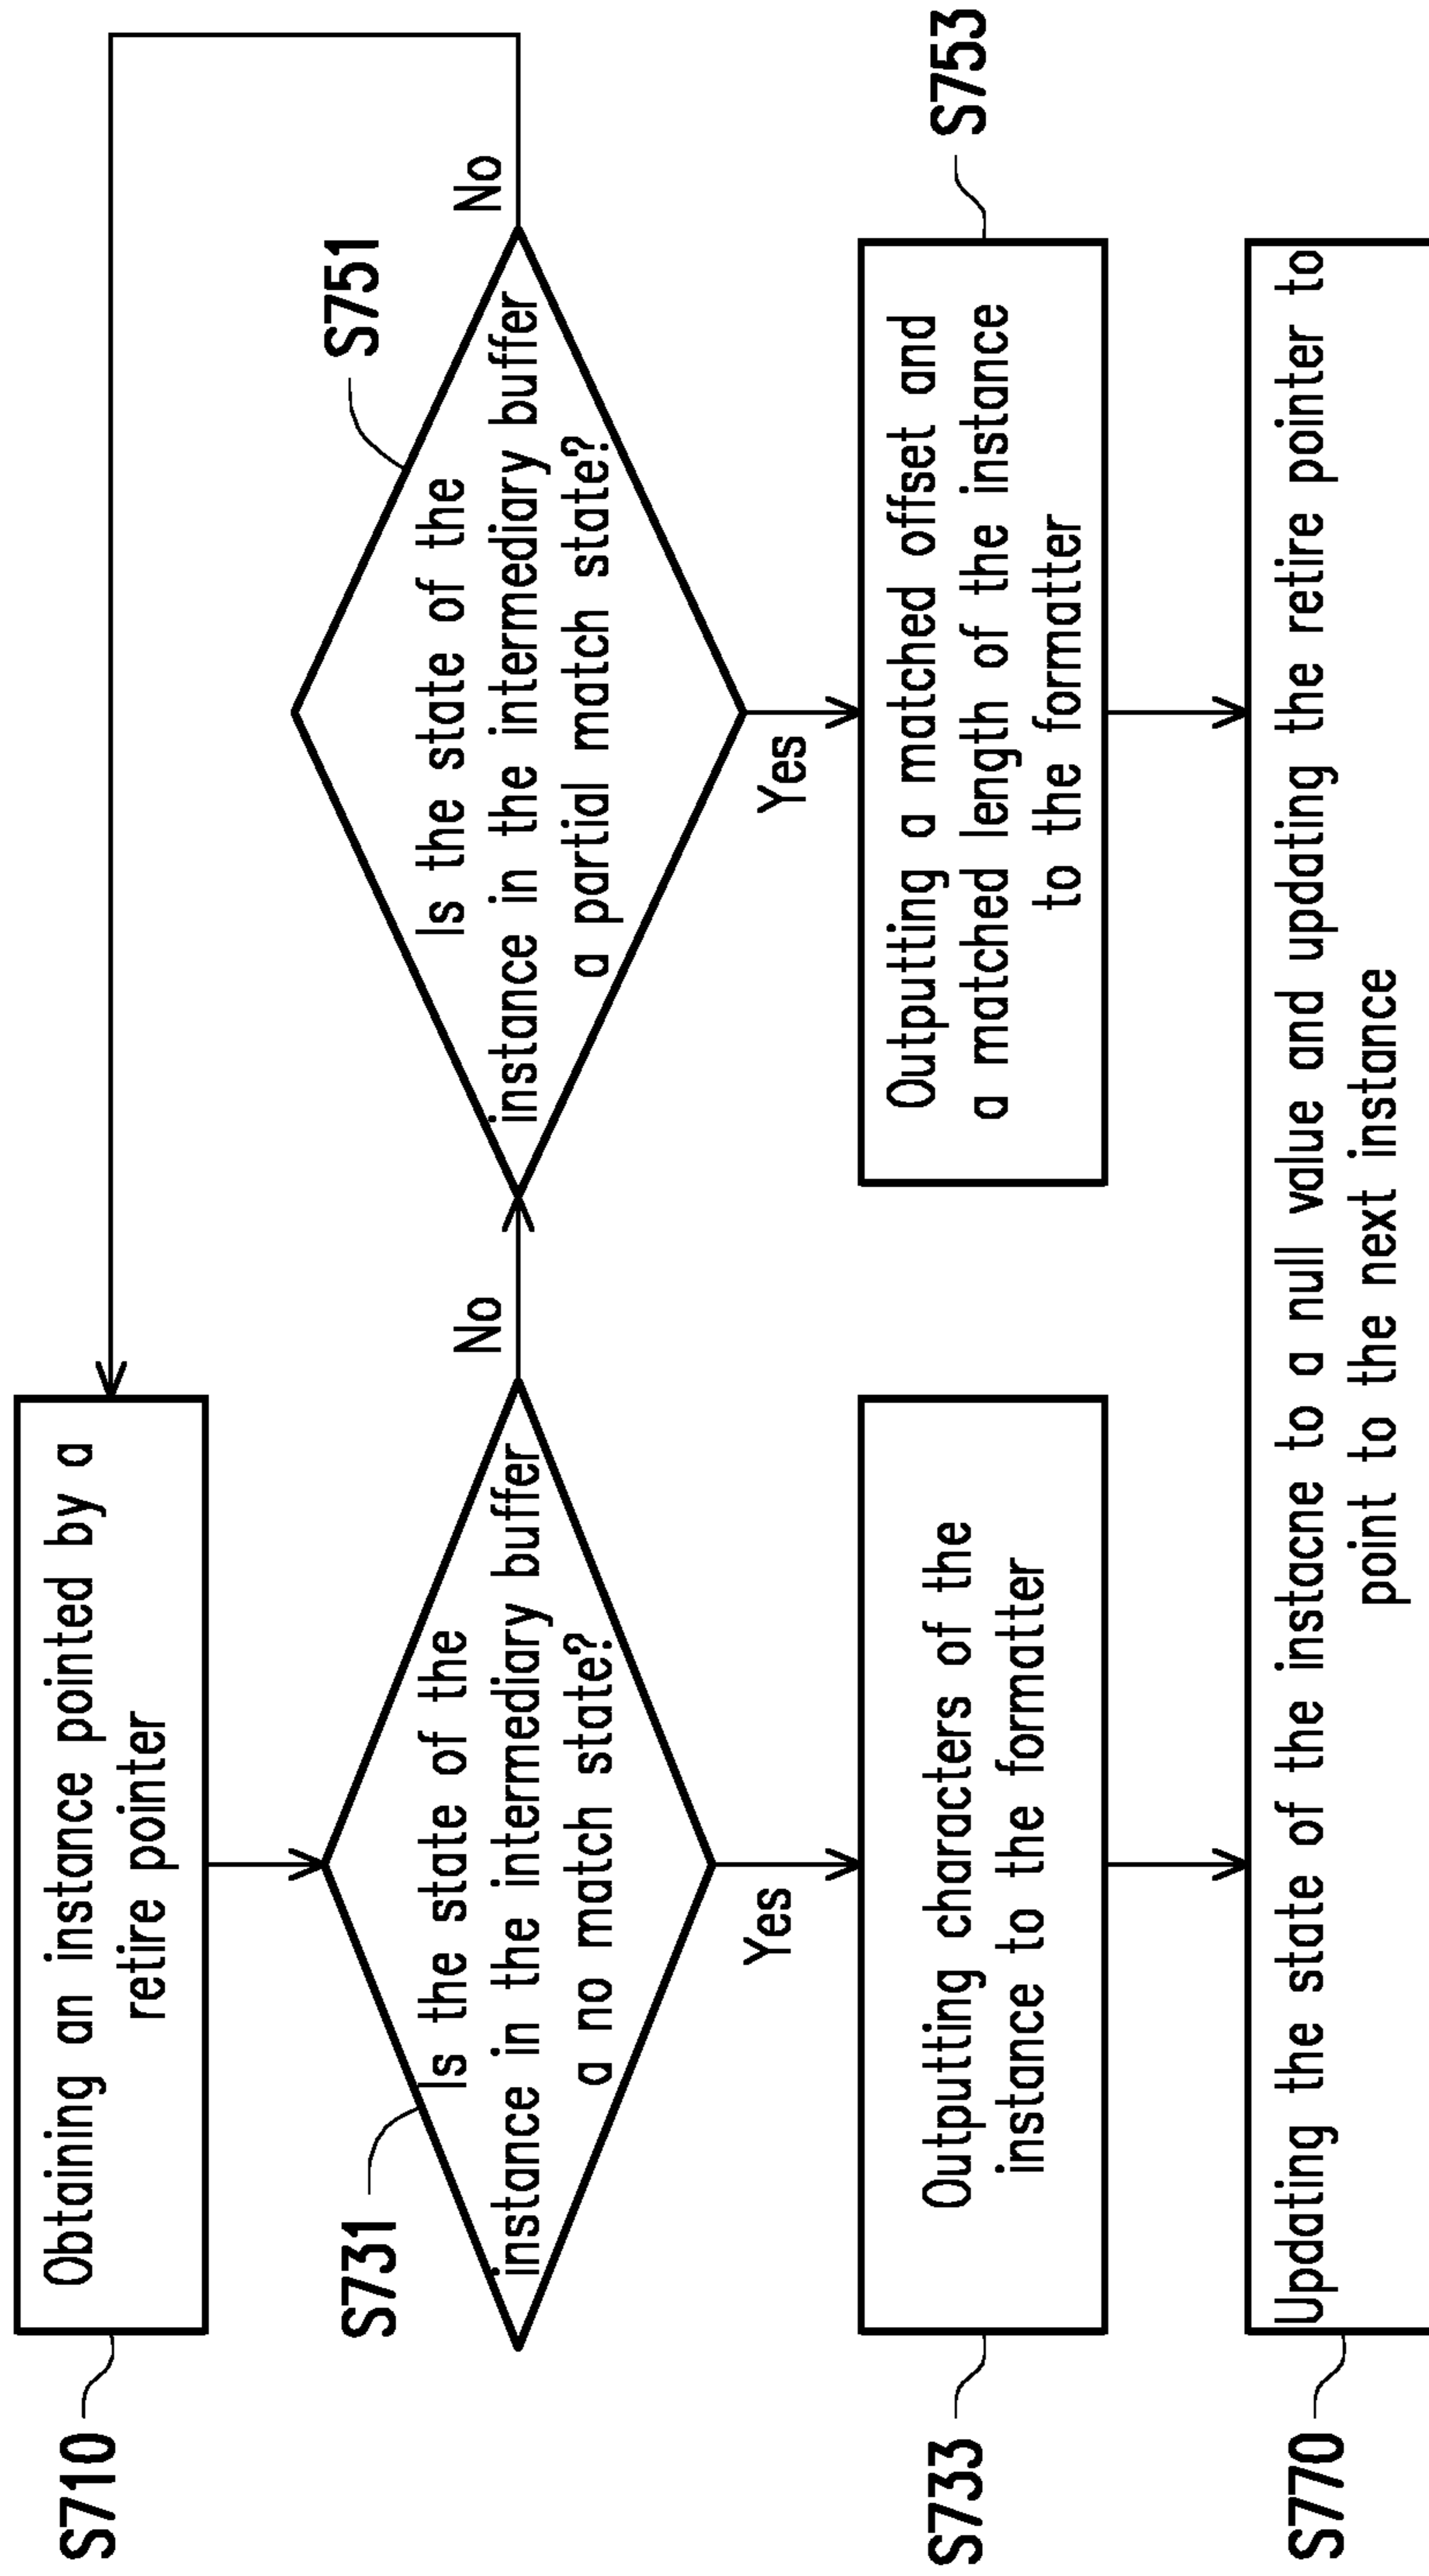 S710
Obtaining an instance pointed by a
retire pointer
S731
Is the state of the
instance in the intermediary buffer
a no match state?
No
Yes
S751
Is the state of the
instance in the intermediary buffer
a partial match state?
No
Yes
S733
Outputting characters of the
instance to the formatter
S753
Outputting a matched offset and
a matched length of the instance
to the formatter
S770
Updating the state of the instacne to a null value and updating the retire pointer to
point to the next instance